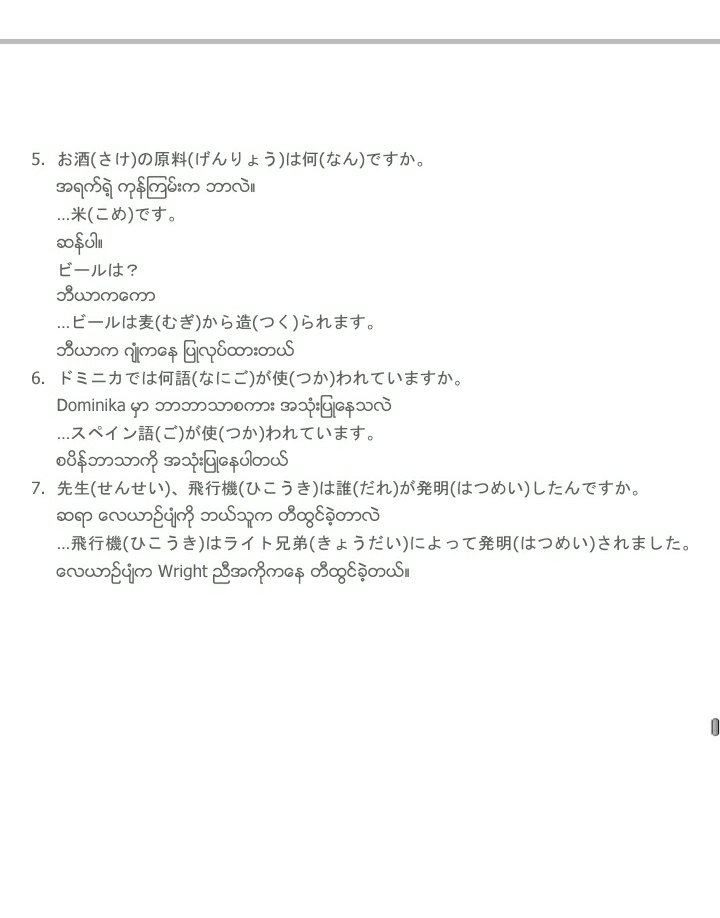 5. お酒(さけ)の原料(げんりょう)は何(なん)ですか。
အရက်ရဲ့ ကုန်ကြမ်းက ဘာလဲ။
...米(こめ)です。
ဆန်ပါ။
ビールは？
ဘီယာကကော
...ビールは麦(むぎ)から造(つく)られます。
ဘီယာက ဂျုံကနေ ပြုလုပ်ထားတယ်
6. ドミニカでは何語(なにご)が使(つか)われていますか。
Dominika မှာ ဘာဘာသာစကား အသုံးပြုနေသလဲ
...スペイン語(ご)が使(つか)われています。
စပိန်ဘာသာကို အသုံးပြုနေပါတယ်
7. 先生(せんせい)、飛行機(ひこうき)は誰(だれ)が発明(はつめい)したんですか。
ဆရာ လေယာဉ်ပျံကို ဘယ်သူက တီထွင်ခဲ့တာလဲ
...飛行機(ひこうき)はライト兄弟(きょうだい)によって発明(はつめい)されました。
လေယာဉ်ပျံက Wright ညီအကိုကနေ တီထွင်ခဲ့တယ်။